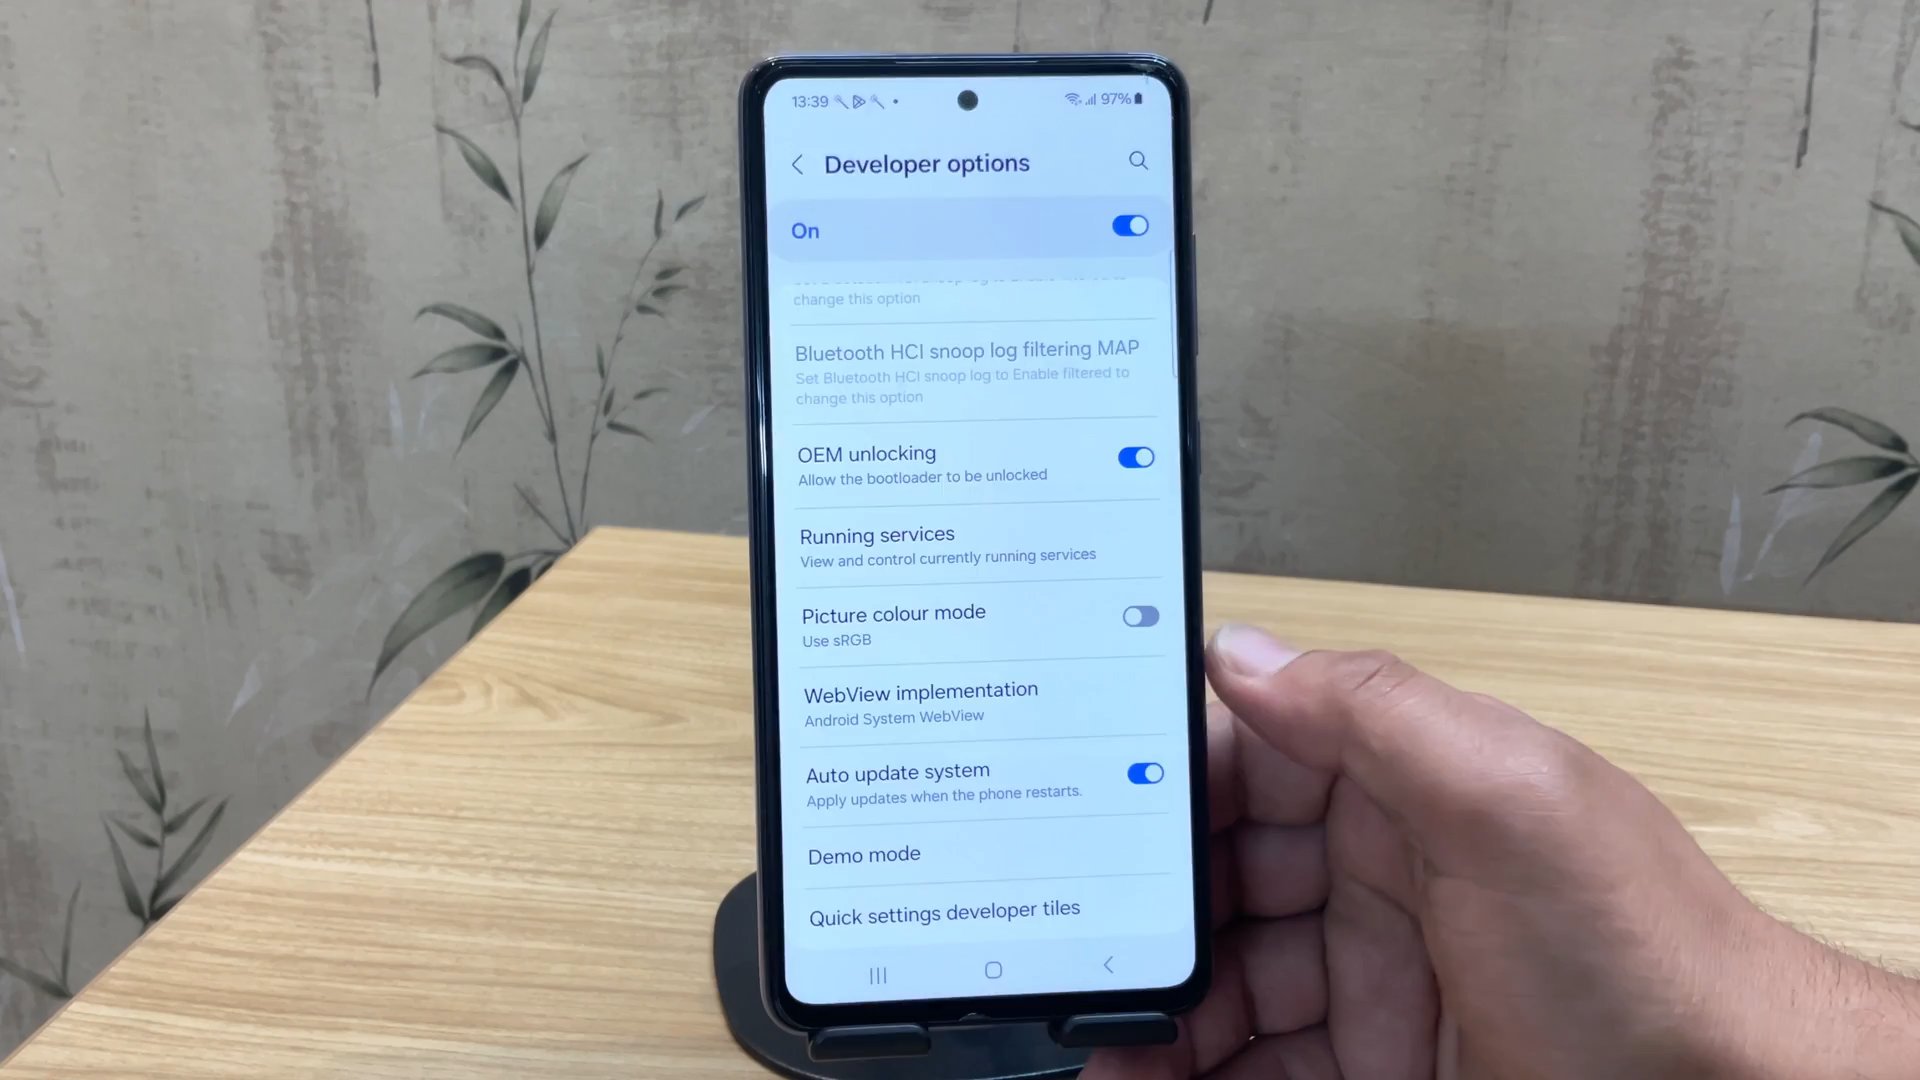 13:39
97%
Developer options
On
change this option
Bluetooth HCI snoop log filtering MAP
Set Bluetooth HCI snoop log to Enable filtered to
change this option
OEM unlocking
Allow the bootloader to be unlocked
Running services
View and control currently running services
Picture colour mode
Use sRGB
WebView implementation
Android System WebView
Auto update system
Apply updates when the phone restarts.
Demo mode
Quick settings developer tiles